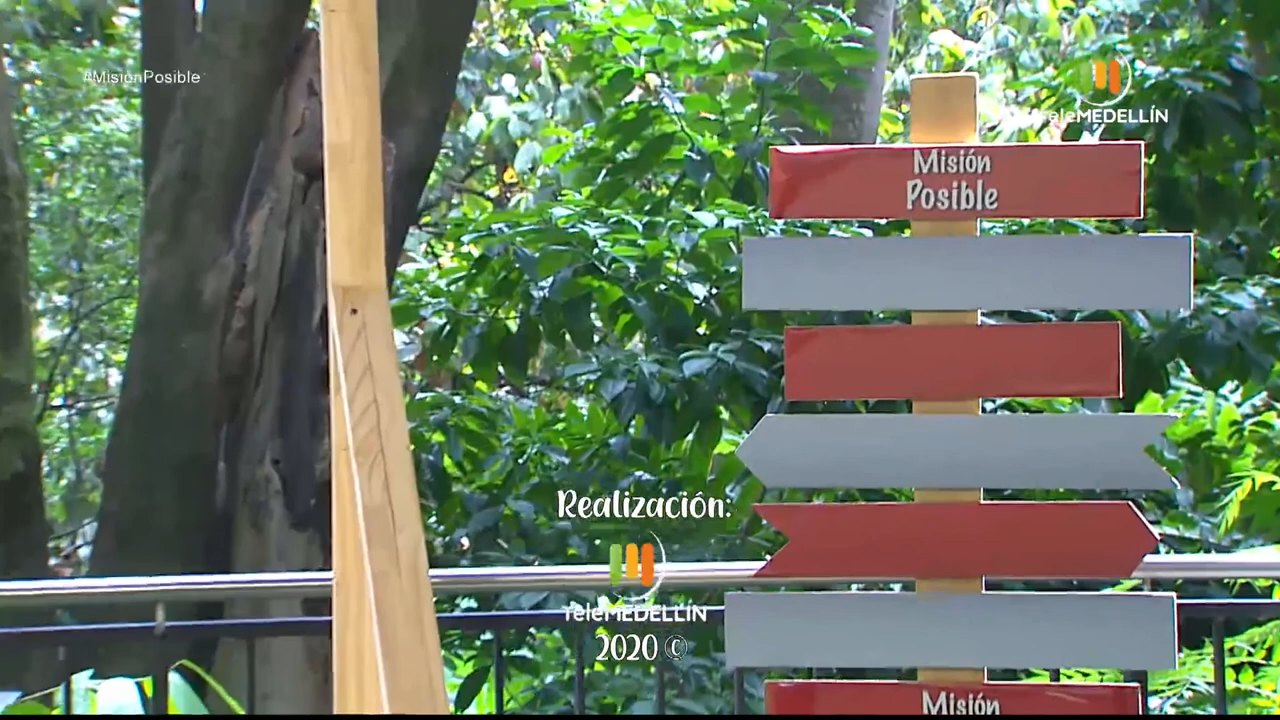 #MisiónPosible
TeleMEDELLÍN
Misión
Posible
Realización:
TeleMEDELLÍN
2020 ©
Misión